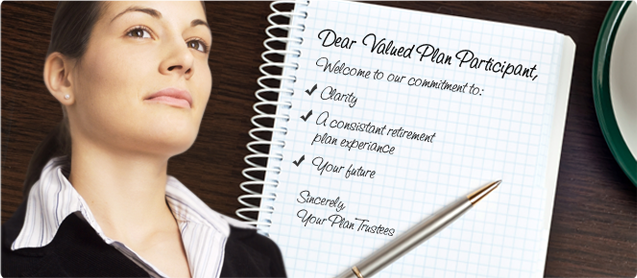 Dear Valued Plan Participant,
Welcome to our commitment to:
✓ Clarity
✓ A consistant retirement
plan experiance
✓ Your future
Sincerely
Your Plan Trustees